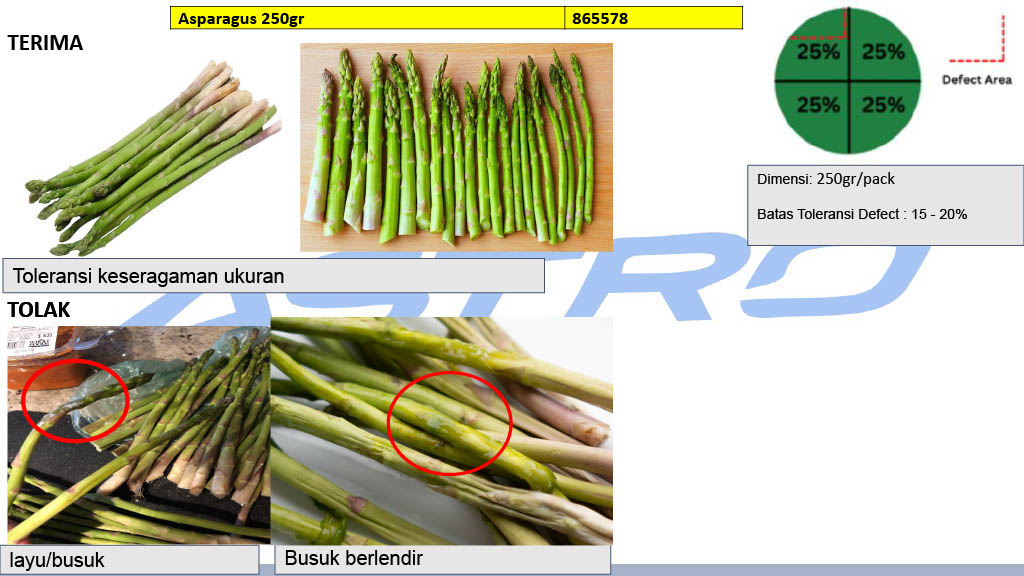 Asparagus 250gr 865578
TERIMA
25% 25%
25% 25%
Defect Area
Dimensi: 250gr/pack
Batas Toleransi Defect : 15 - 20%
Toleransi keseragaman ukuran
ASTRO
TOLAK
layu/busuk
Busuk berlendir